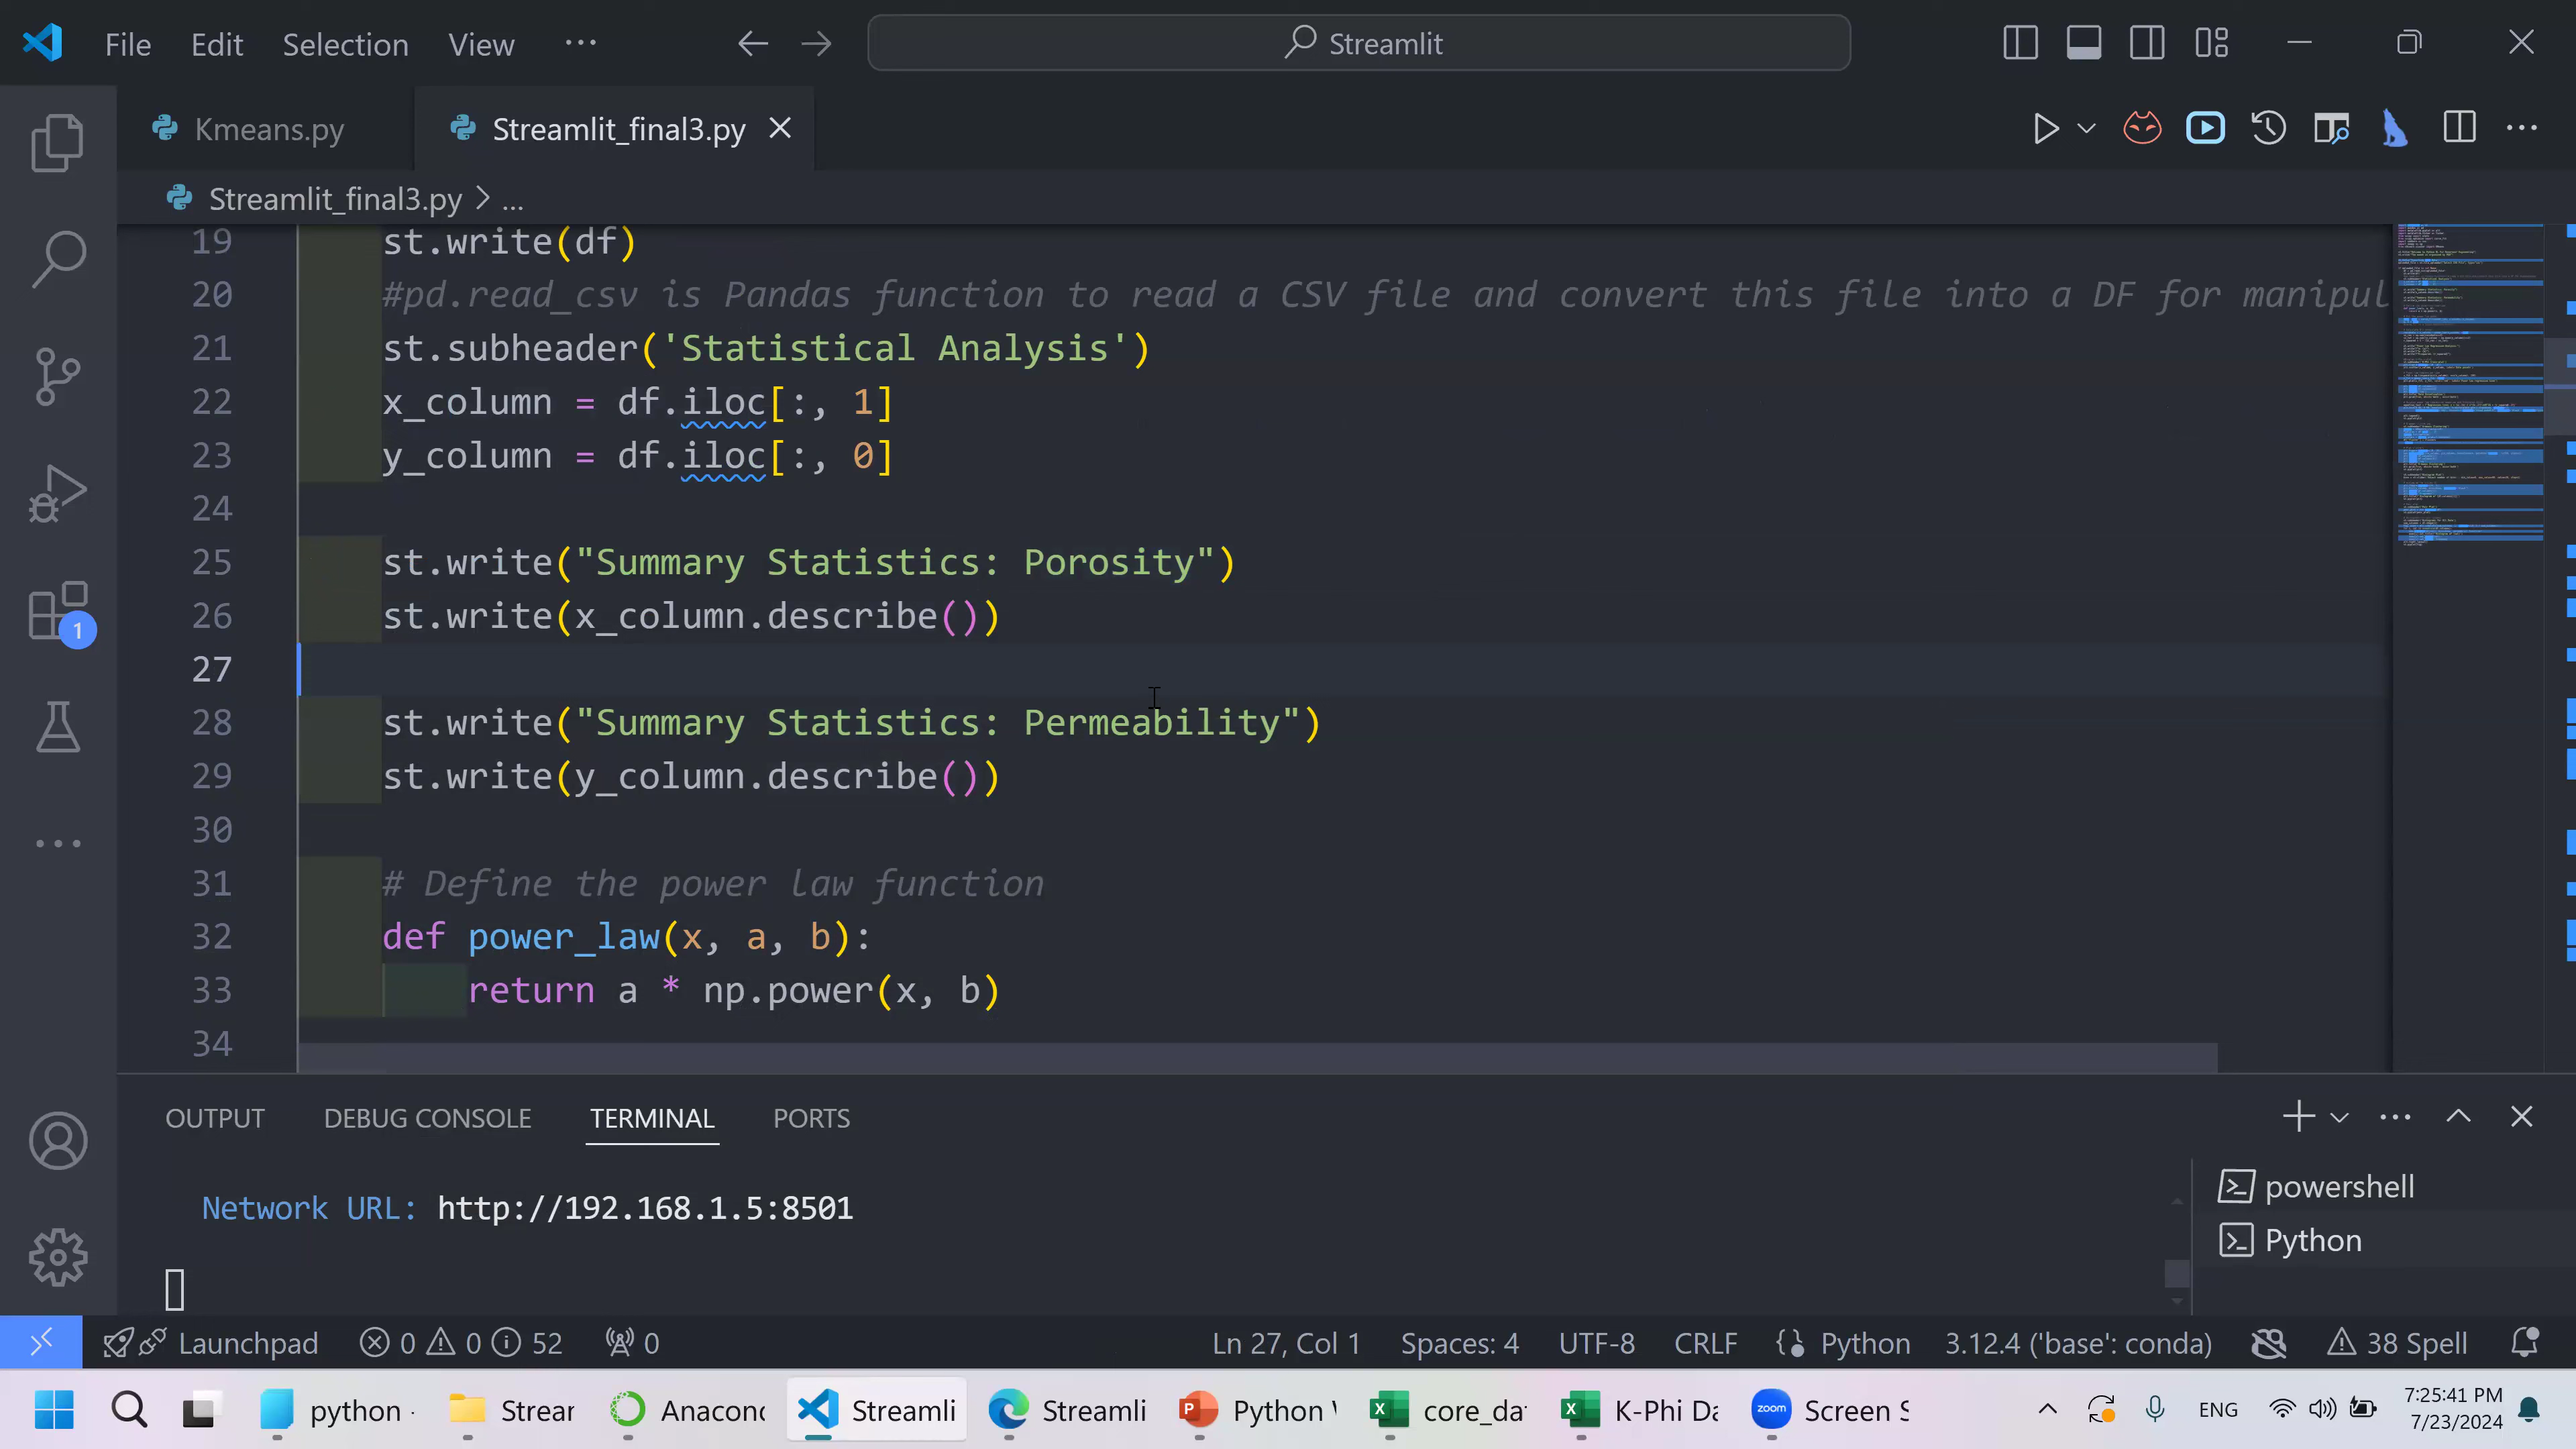 File Edit Selection View ... Streamlit
Kmeans.py Streamlit_final3.py
Streamlit_final3.py > ...
19 st.write(df)
20 #pd.read_csv is Pandas function to read a CSV file and convert this file into a DF for manipul
21 st.subheader('Statistical Analysis')
22 x_column = df.iloc[:, 1]
23 y_column = df.iloc[:, 0]
24
25 st.write("Summary Statistics: Porosity")
26 st.write(x_column.describe())
27
28 st.write("Summary Statistics: Permeability")
29 st.write(y_column.describe())
30
31 # Define the power law function
32 def power_law(x, a, b):
33 return a * np.power(x, b)
34
1
OUTPUT DEBUG CONSOLE TERMINAL PORTS
Network URL: http://192.168.1.5:8501
powershell
Python
Launchpad 0 0 52 0 Ln 27, Col 1 Spaces: 4 UTF-8 CRLF Python 3.12.4 ('base': conda) 38 Spell
python Strear Anacon Streamli Streamli Python core_da K-Phi Da zoom Screen S ENG 7:25:41 PM
7/23/2024